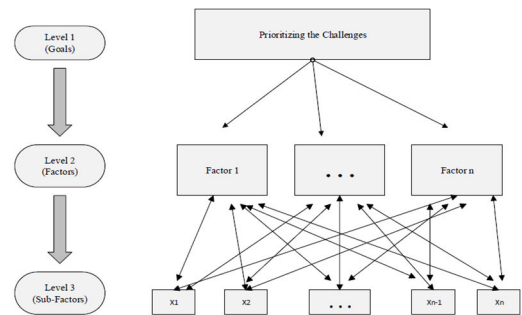 Level 1
(Goals)
Prioritizing the Challenges
Level 2
(Factors)
Factor 1
...
Factor n
Level 3
(Sub-Factors)
X1
X2
...
Xn-1
Xn